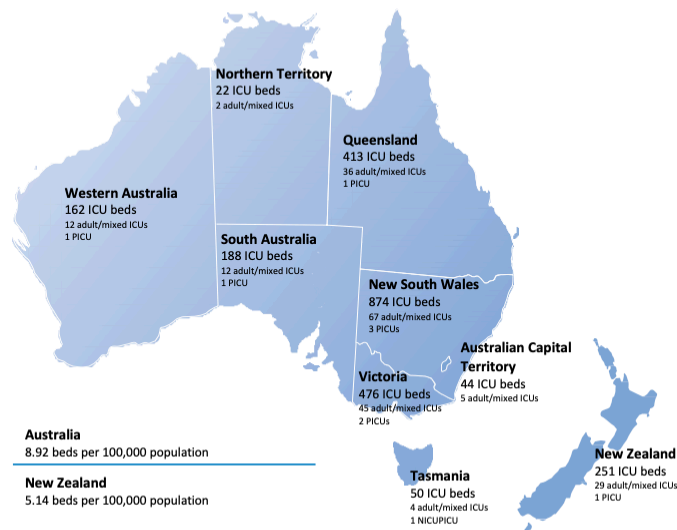 Northern Territory
22 ICU beds
2 adult/mixed ICUs
Queensland
413 ICU beds
36 adult/mixed ICUs
1 PICU
Western Australia
162 ICU beds
12 adult/mixed ICUs
1 PICU
South Australia
188 ICU beds
12 adult/mixed ICUs
1 PICU
New South Wales
874 ICU beds
67 adult/mixed ICUs
3 PICUs
Australian Capital
Territory
44 ICU beds
5 adult/mixed ICUs
Victoria
476 ICU beds
45 adult/mixed ICUs
2 PICUs
Australia
8.92 beds per 100,000 population
New Zealand
5.14 beds per 100,000 population
Tasmania
50 ICU beds
4 adult/mixed ICUs
1 NICUPICU
New Zealand
251 ICU beds
29 adult/mixed ICUs
1 PICU